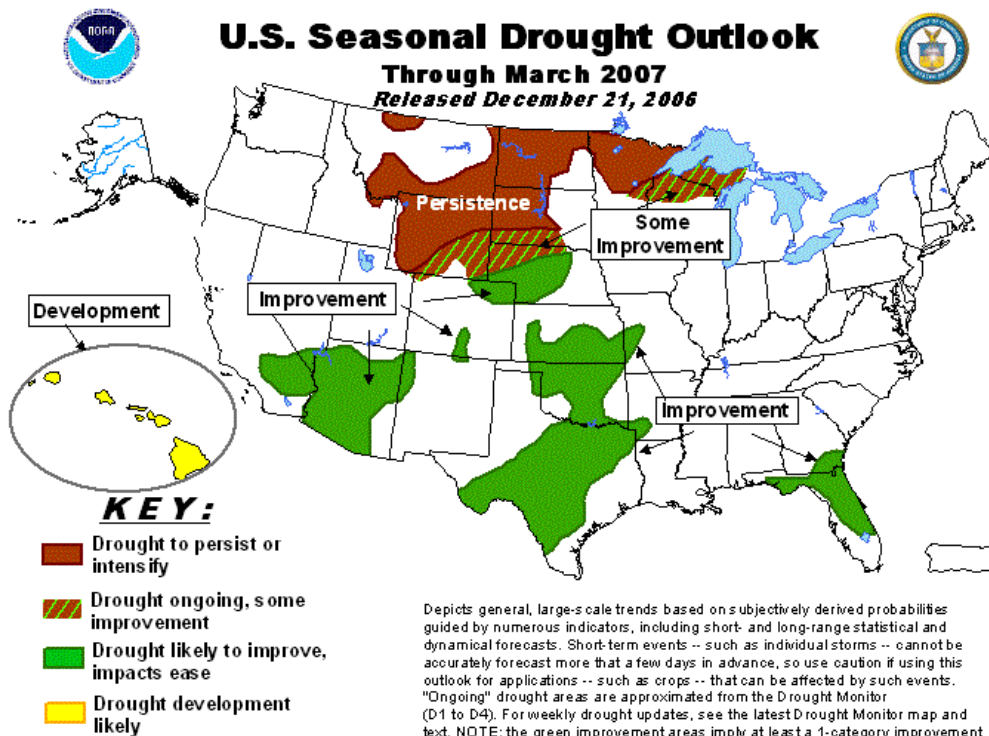 NOAA
U.S. Seasonal Drought Outlook
Through March 2007
Released December 21, 2006
Persistence
Some
Improvement
Improvement
Development
Improvement
KEY:
Drought to persist or
intensify
Drought ongoing, some
improvement
Drought likely to improve,
impacts ease
Drought development
likely
Depicts general, large-scale trends based on subjectively derived probabilities
guided by numerous indicators, including short- and long-range statistical and
dynamical forecasts. Short-term events -- such as individual storms -- cannot be
accurately forecast more that a few days in advance, so use caution if using this
outlook for applications -- such as crops -- that can be affected by such events.
"Ongoing" drought areas are approximated from the Drought Monitor
(D1 to D4). For weekly drought updates, see the latest Drought Monitor map and
text. NOTE: the green improvement areas imply at least a 1-category improvement